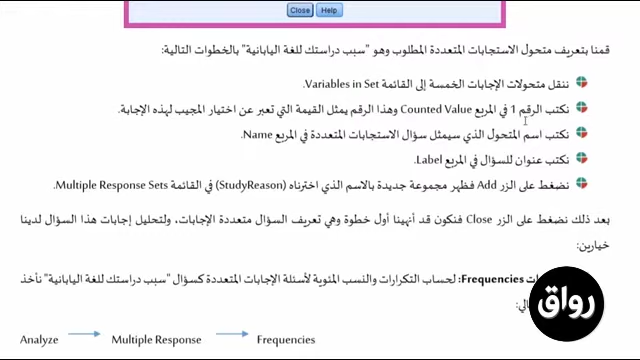 Close Help
قمنا بتعريف متحول الاستجابات المتعددة المطلوب وهو "سبب دراستك للغة اليابانية" بالخطوات التالية:
ننقل متحولات الإجابات الخمسة إلى القائمة Variables in Set.
نكتب الرقم 1 في المربع Counted Value وهذا الرقم يمثل القيمة التي تعبر عن اختيار المجيب لهذه الإجابة.
نكتب اسم المتحول الذي سيمثل سؤال الاستجابات المتعددة في المربع Name.
نكتب عنوان للسؤال في المربع Label.
نضغط على الزر Add فظهر مجموعة جديدة بالاسم الذي اخترناه (StudyReason) في القائمة Multiple Response Sets.
بعد ذلك نضغط على الزر Close فنكون قد أنهينا أول خطوة وهي تعريف السؤال متعددة الإجابات، ولتحليل إجابات هذا السؤال لدينا
خيارين:
Frequencies: لحساب التكرارات والنسب المئوية لأسئلة الإجابات المتعددة كسؤال "سبب دراستك للغة اليابانية" نأخذ
رواق
Analyze Multiple Response Frequencies